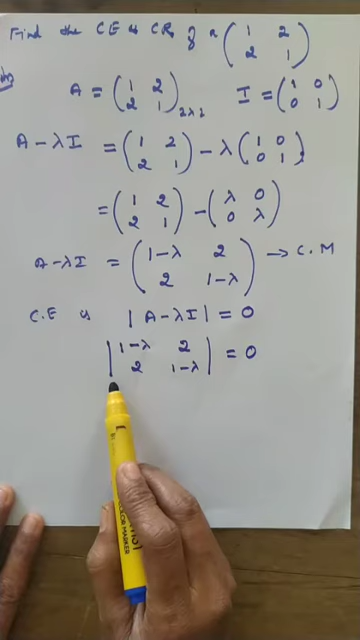 Find the CE & CR of a (1 2
2 1)
A = (1 2
2 1)2x2 I = (1 0
0 1)
A - λI = (1 2
2 1) - λ(1 0
0 1)
= (1 2
2 1) - (λ 0
0 λ)
A - λI = (1-λ 2
2 1-λ) → C.M
C.E is |A - λI| = 0
|1-λ 2
2 1-λ| = 0